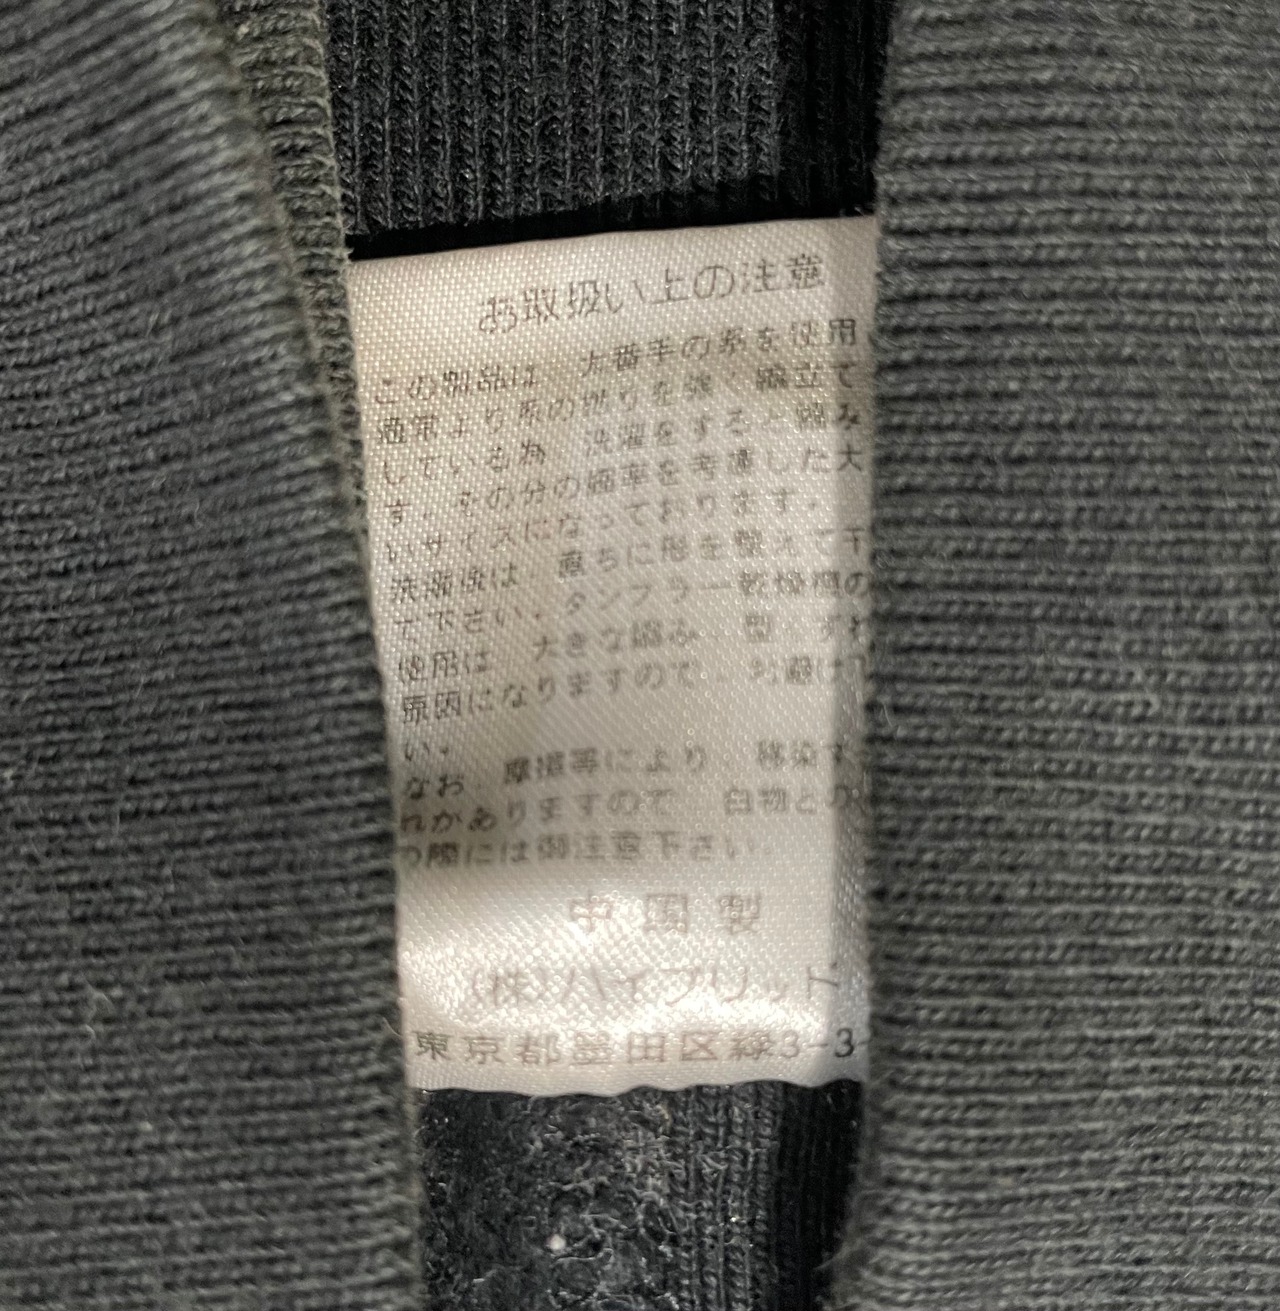 お取扱い上の注意
この製品は 太番手の糸を使用
通常より糸の撚りを強 編立て
している為 洗濯をすると縮み
す. その分の縮率を考慮した大
いサイズになっております.
洗濯後は 直ちに形を整えて干
下さい. タンブラー乾燥機の
使用は 大きな縮み 型 すれ
原因になりますので
い.
なお 摩擦等により 移染す
れがありますので 白物との
の際には御注意下さい
中国製
(株)ハイブリッド
東京都墨田区緑3-3-